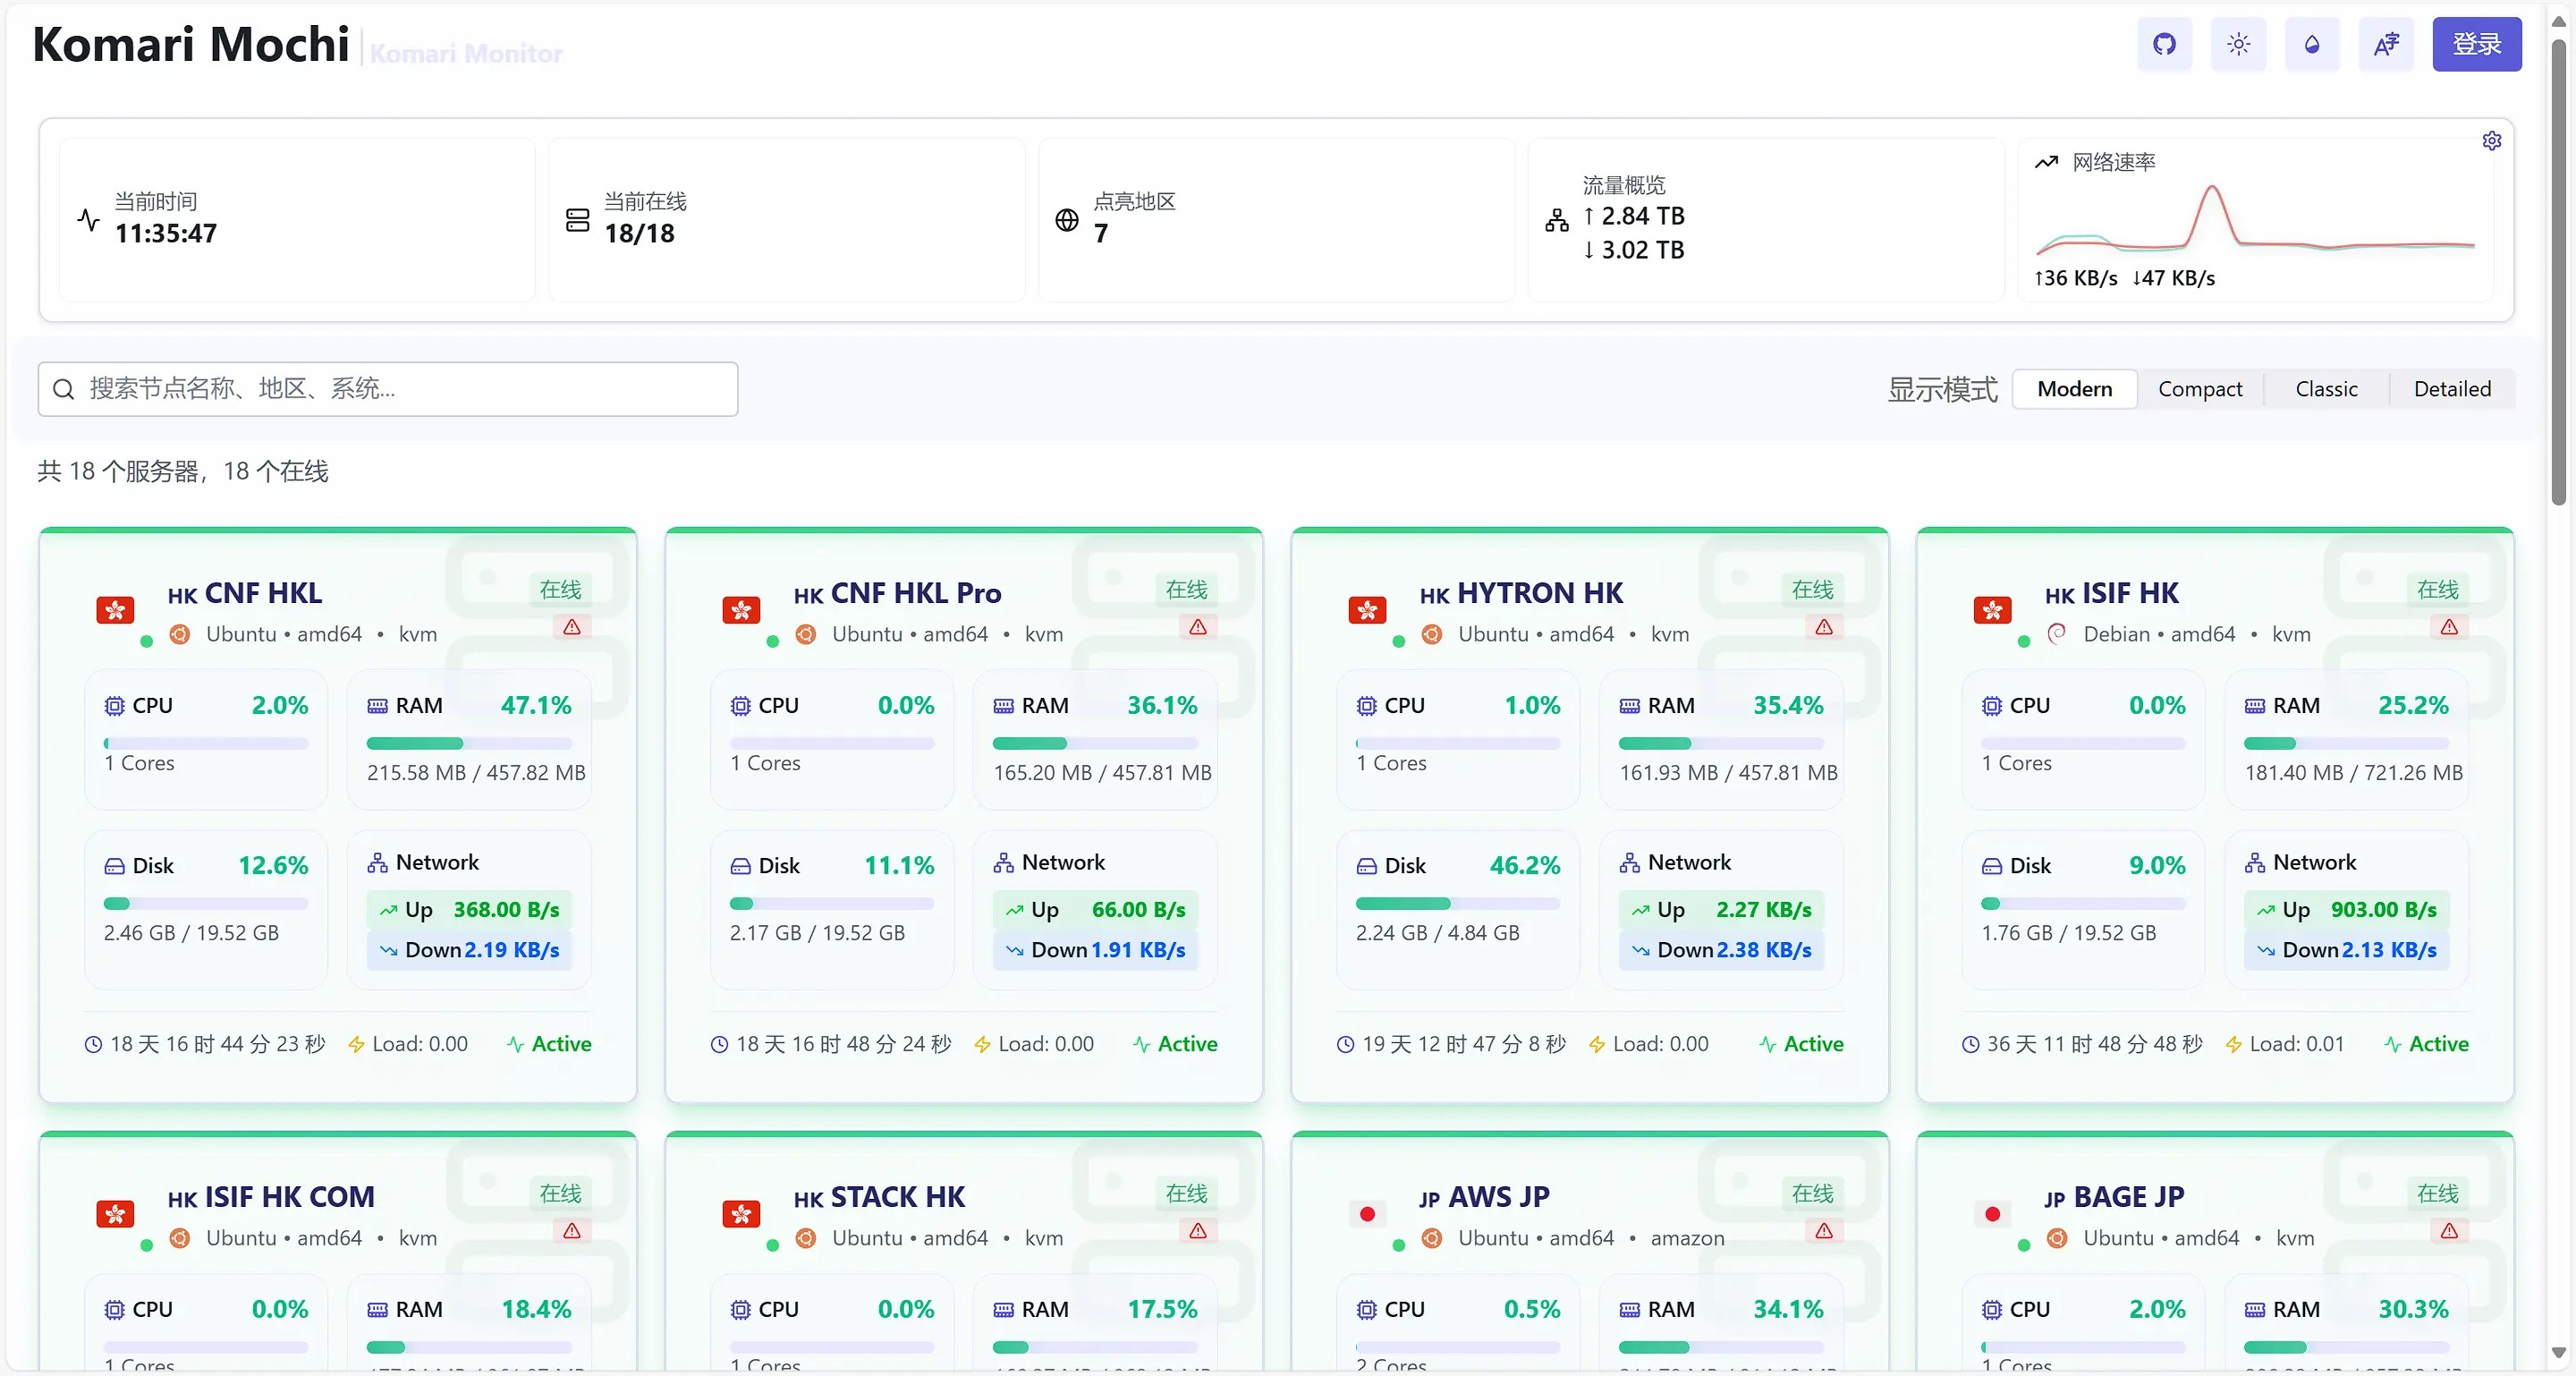 Komari Mochi Komari Monitor
登录
当前时间
11:35:47
当前在线
18/18
点亮地区
7
流量概览
↑ 2.84 TB
↓ 3.02 TB
网络速率
↑36 KB/s ↓47 KB/s
搜索节点名称、地区、系统...
显示模式 Modern Compact Classic Detailed
共 18 个服务器，18 个在线
HK CNF HKL 在线
Ubuntu • amd64 • kvm
CPU 2.0%
1 Cores
RAM 47.1%
215.58 MB / 457.82 MB
Disk 12.6%
2.46 GB / 19.52 GB
Network
Up 368.00 B/s
Down 2.19 KB/s
18 天 16 时 44 分 23 秒 Load: 0.00 Active
HK CNF HKL Pro 在线
Ubuntu • amd64 • kvm
CPU 0.0%
1 Cores
RAM 36.1%
165.20 MB / 457.81 MB
Disk 11.1%
2.17 GB / 19.52 GB
Network
Up 66.00 B/s
Down 1.91 KB/s
18 天 16 时 48 分 24 秒 Load: 0.00 Active
HK HYTRON HK 在线
Ubuntu • amd64 • kvm
CPU 1.0%
1 Cores
RAM 35.4%
161.93 MB / 457.81 MB
Disk 46.2%
2.24 GB / 4.84 GB
Network
Up 2.27 KB/s
Down 2.38 KB/s
19 天 12 时 47 分 8 秒 Load: 0.00 Active
HK ISIF HK 在线
Debian • amd64 • kvm
CPU 0.0%
1 Cores
RAM 25.2%
181.40 MB / 721.26 MB
Disk 9.0%
1.76 GB / 19.52 GB
Network
Up 903.00 B/s
Down 2.13 KB/s
36 天 11 时 48 分 48 秒 Load: 0.01 Active
HK ISIF HK COM 在线
Ubuntu • amd64 • kvm
CPU 0.0%
1 Cores
RAM 18.4%
HK STACK HK 在线
Ubuntu • amd64 • kvm
CPU 0.0%
1 Cores
RAM 17.5%
JP AWS JP 在线
Ubuntu • amd64 • amazon
CPU 0.5%
2 Cores
RAM 34.1%
JP BAGE JP 在线
Ubuntu • amd64 • kvm
CPU 2.0%
1 Cores
RAM 30.3%